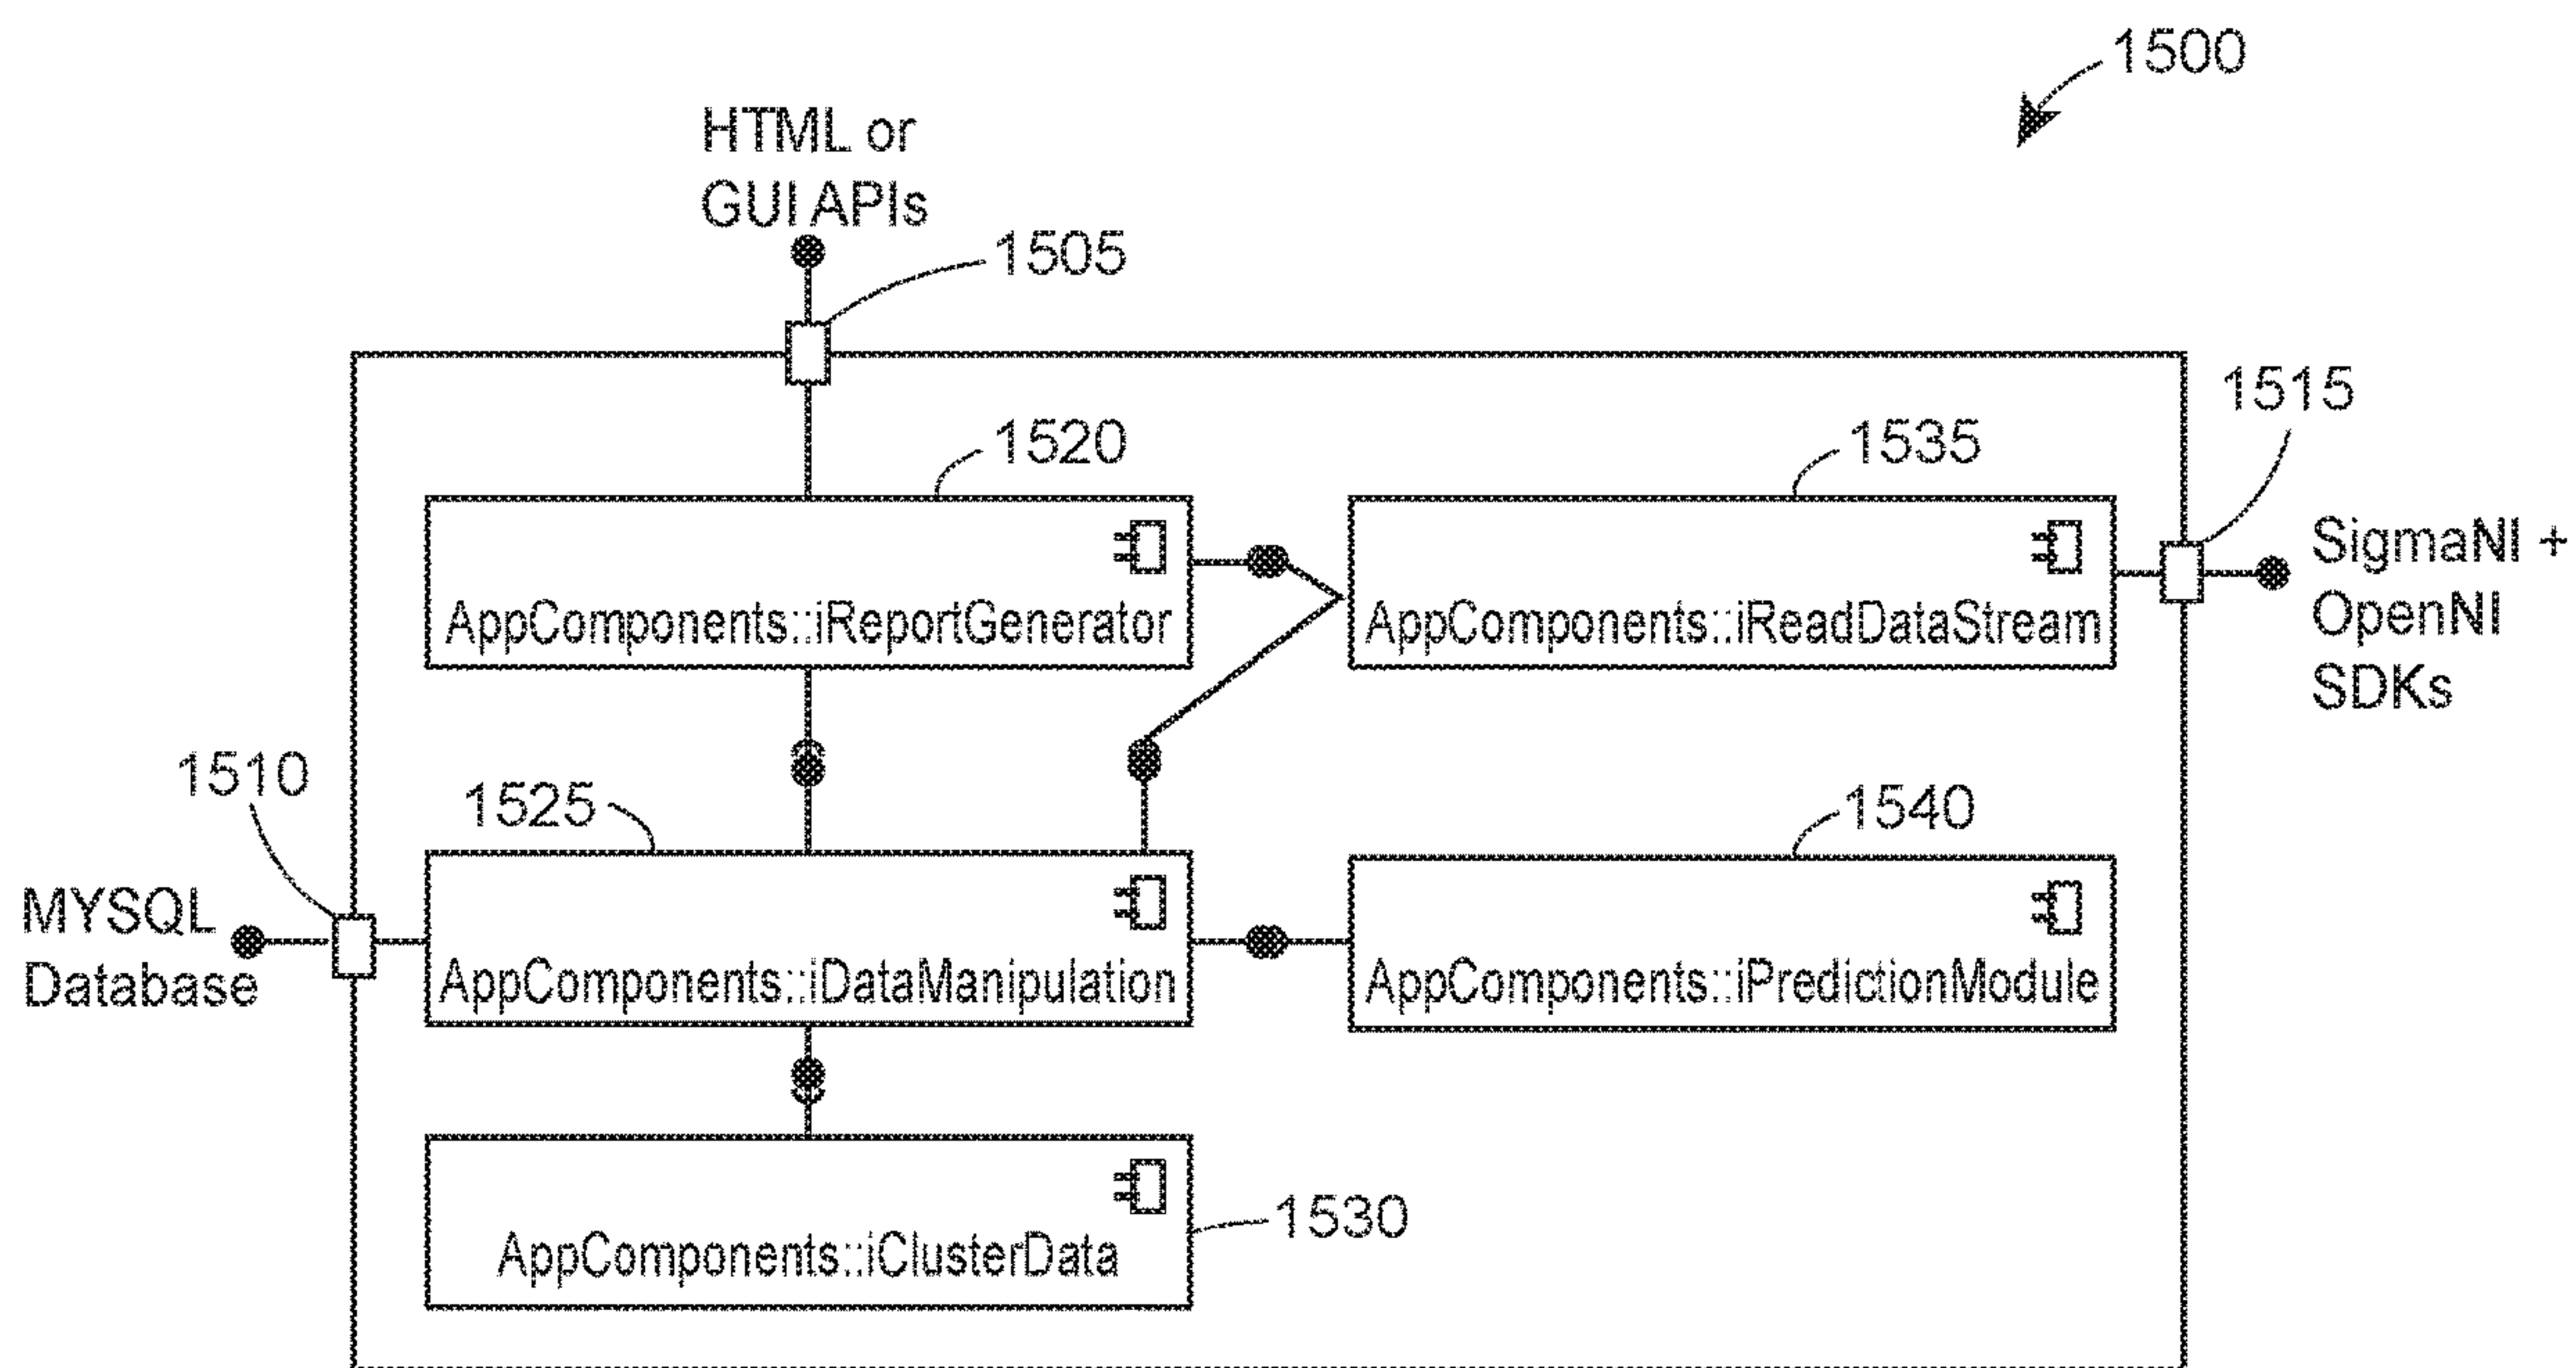 1500
HTML or
GUI APIs
1505
1515
1520
1535
SigmaNI +
OpenNI
SDKs
AppComponents::iReportGenerator
AppComponents::iReadDataStream
1510
1525
1540
MYSQL
Database
AppComponents::iDataManipulation
AppComponents::iPredictionModule
1530
AppComponents::iClusterData